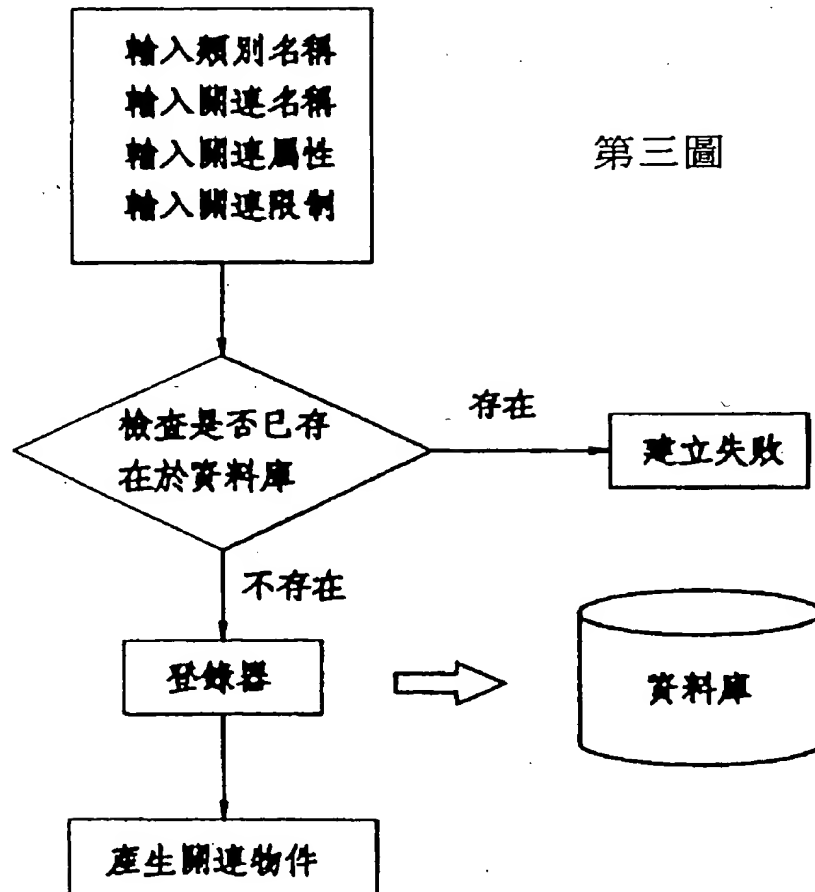 輸入類別名稱
輸入關連名稱
輸入關連屬性
輸入關連限制
第三圖
檢查是否已存
在於資料庫
存在
建立失敗
不存在
登錄器
資料庫
產生關連物件